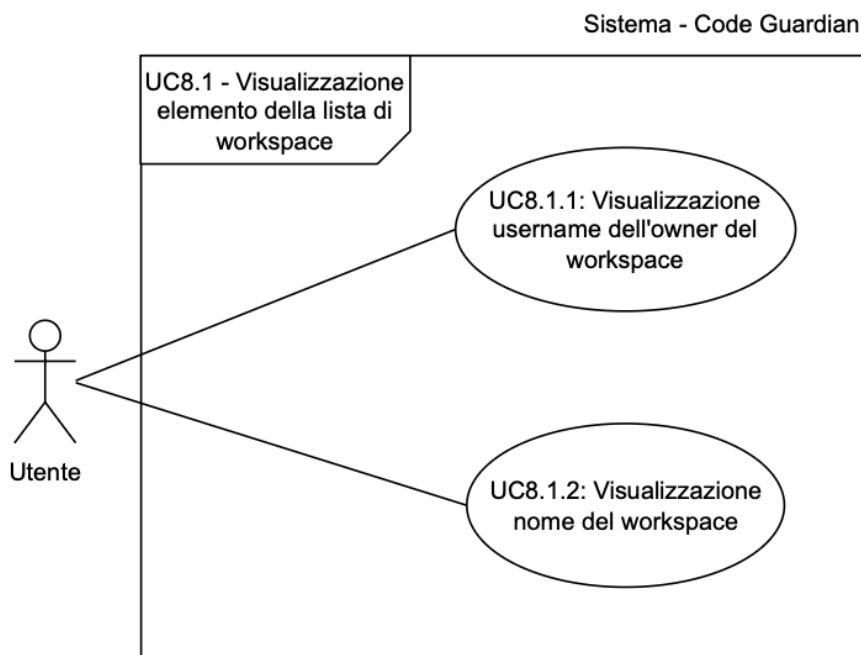 Sistema - Code Guardian
UC8.1 - Visualizzazione
elemento della lista di
workspace
UC8.1.1: Visualizzazione
username dell'owner del
workspace
Utente
UC8.1.2: Visualizzazione
nome del workspace